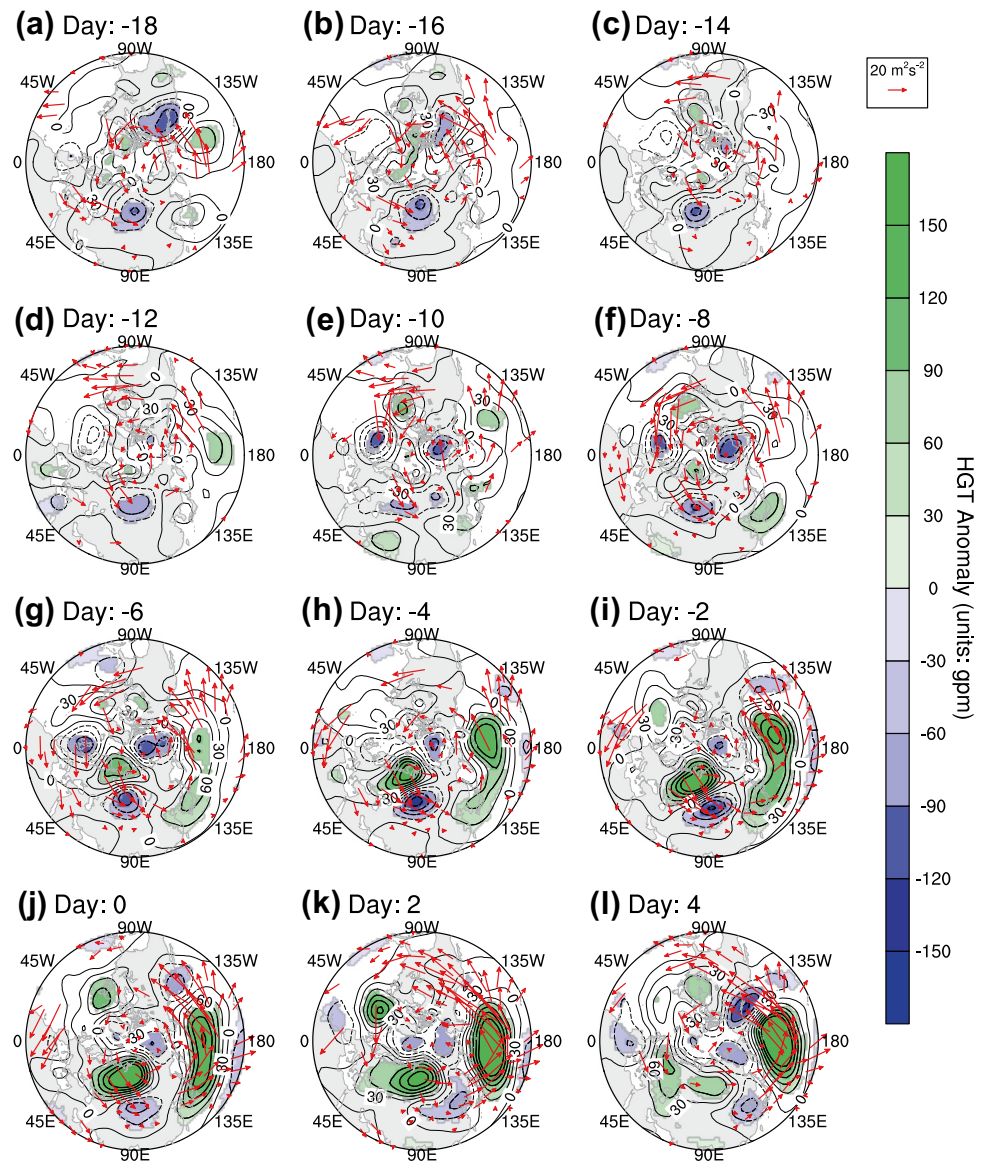 (a) Day: -18
(b) Day: -16
(c) Day: -14
90W
90W
90W
20 m²s⁻²
45W
135W
45W
135W
45W
135W
0
180
0
180
0
180
45E
135E
45E
135E
45E
135E
90E
90E
90E
(d) Day: -12
(e) Day: -10
(f) Day: -8
90W
90W
90W
45W
135W
45W
135W
45W
135W
0
180
0
180
0
180
45E
135E
45E
135E
45E
135E
90E
90E
90E
(g) Day: -6
(h) Day: -4
(i) Day: -2
90W
90W
90W
45W
135W
45W
135W
45W
135W
0
180
0
180
0
180
45E
135E
45E
135E
45E
135E
90E
90E
90E
(j) Day: 0
(k) Day: 2
(l) Day: 4
90W
90W
90W
45W
135W
45W
135W
45W
135W
0
180
0
180
0
180
45E
135E
45E
135E
45E
135E
90E
90E
90E
150
120
90
60
30
0
-30
-60
-90
-120
-150
HGT Anomaly (units: gpm)